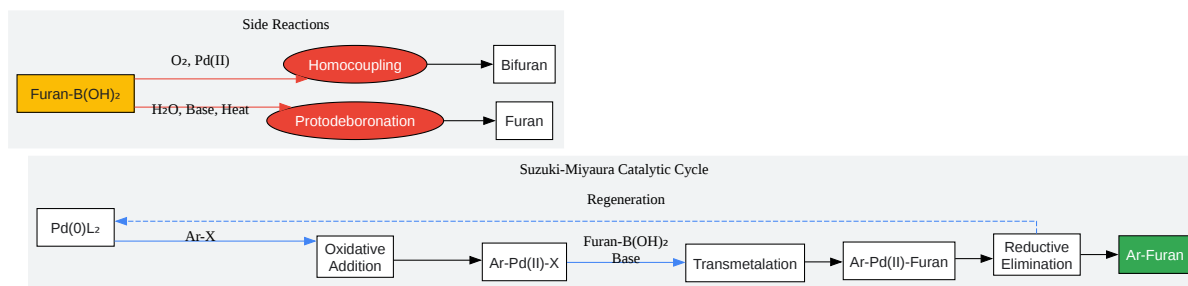 Side Reactions
O₂, Pd(II)
Homocoupling
Bifuran
Furan-B(OH)₂
H₂O, Base, Heat
Protodeboronation
Furan
Suzuki-Miyaura Catalytic Cycle
Regeneration
Pd(0)L₂
Ar-X
Oxidative
Addition
Ar-Pd(II)-X
Furan-B(OH)₂
Base
Transmetalation
Ar-Pd(II)-Furan
Reductive
Elimination
Ar-Furan